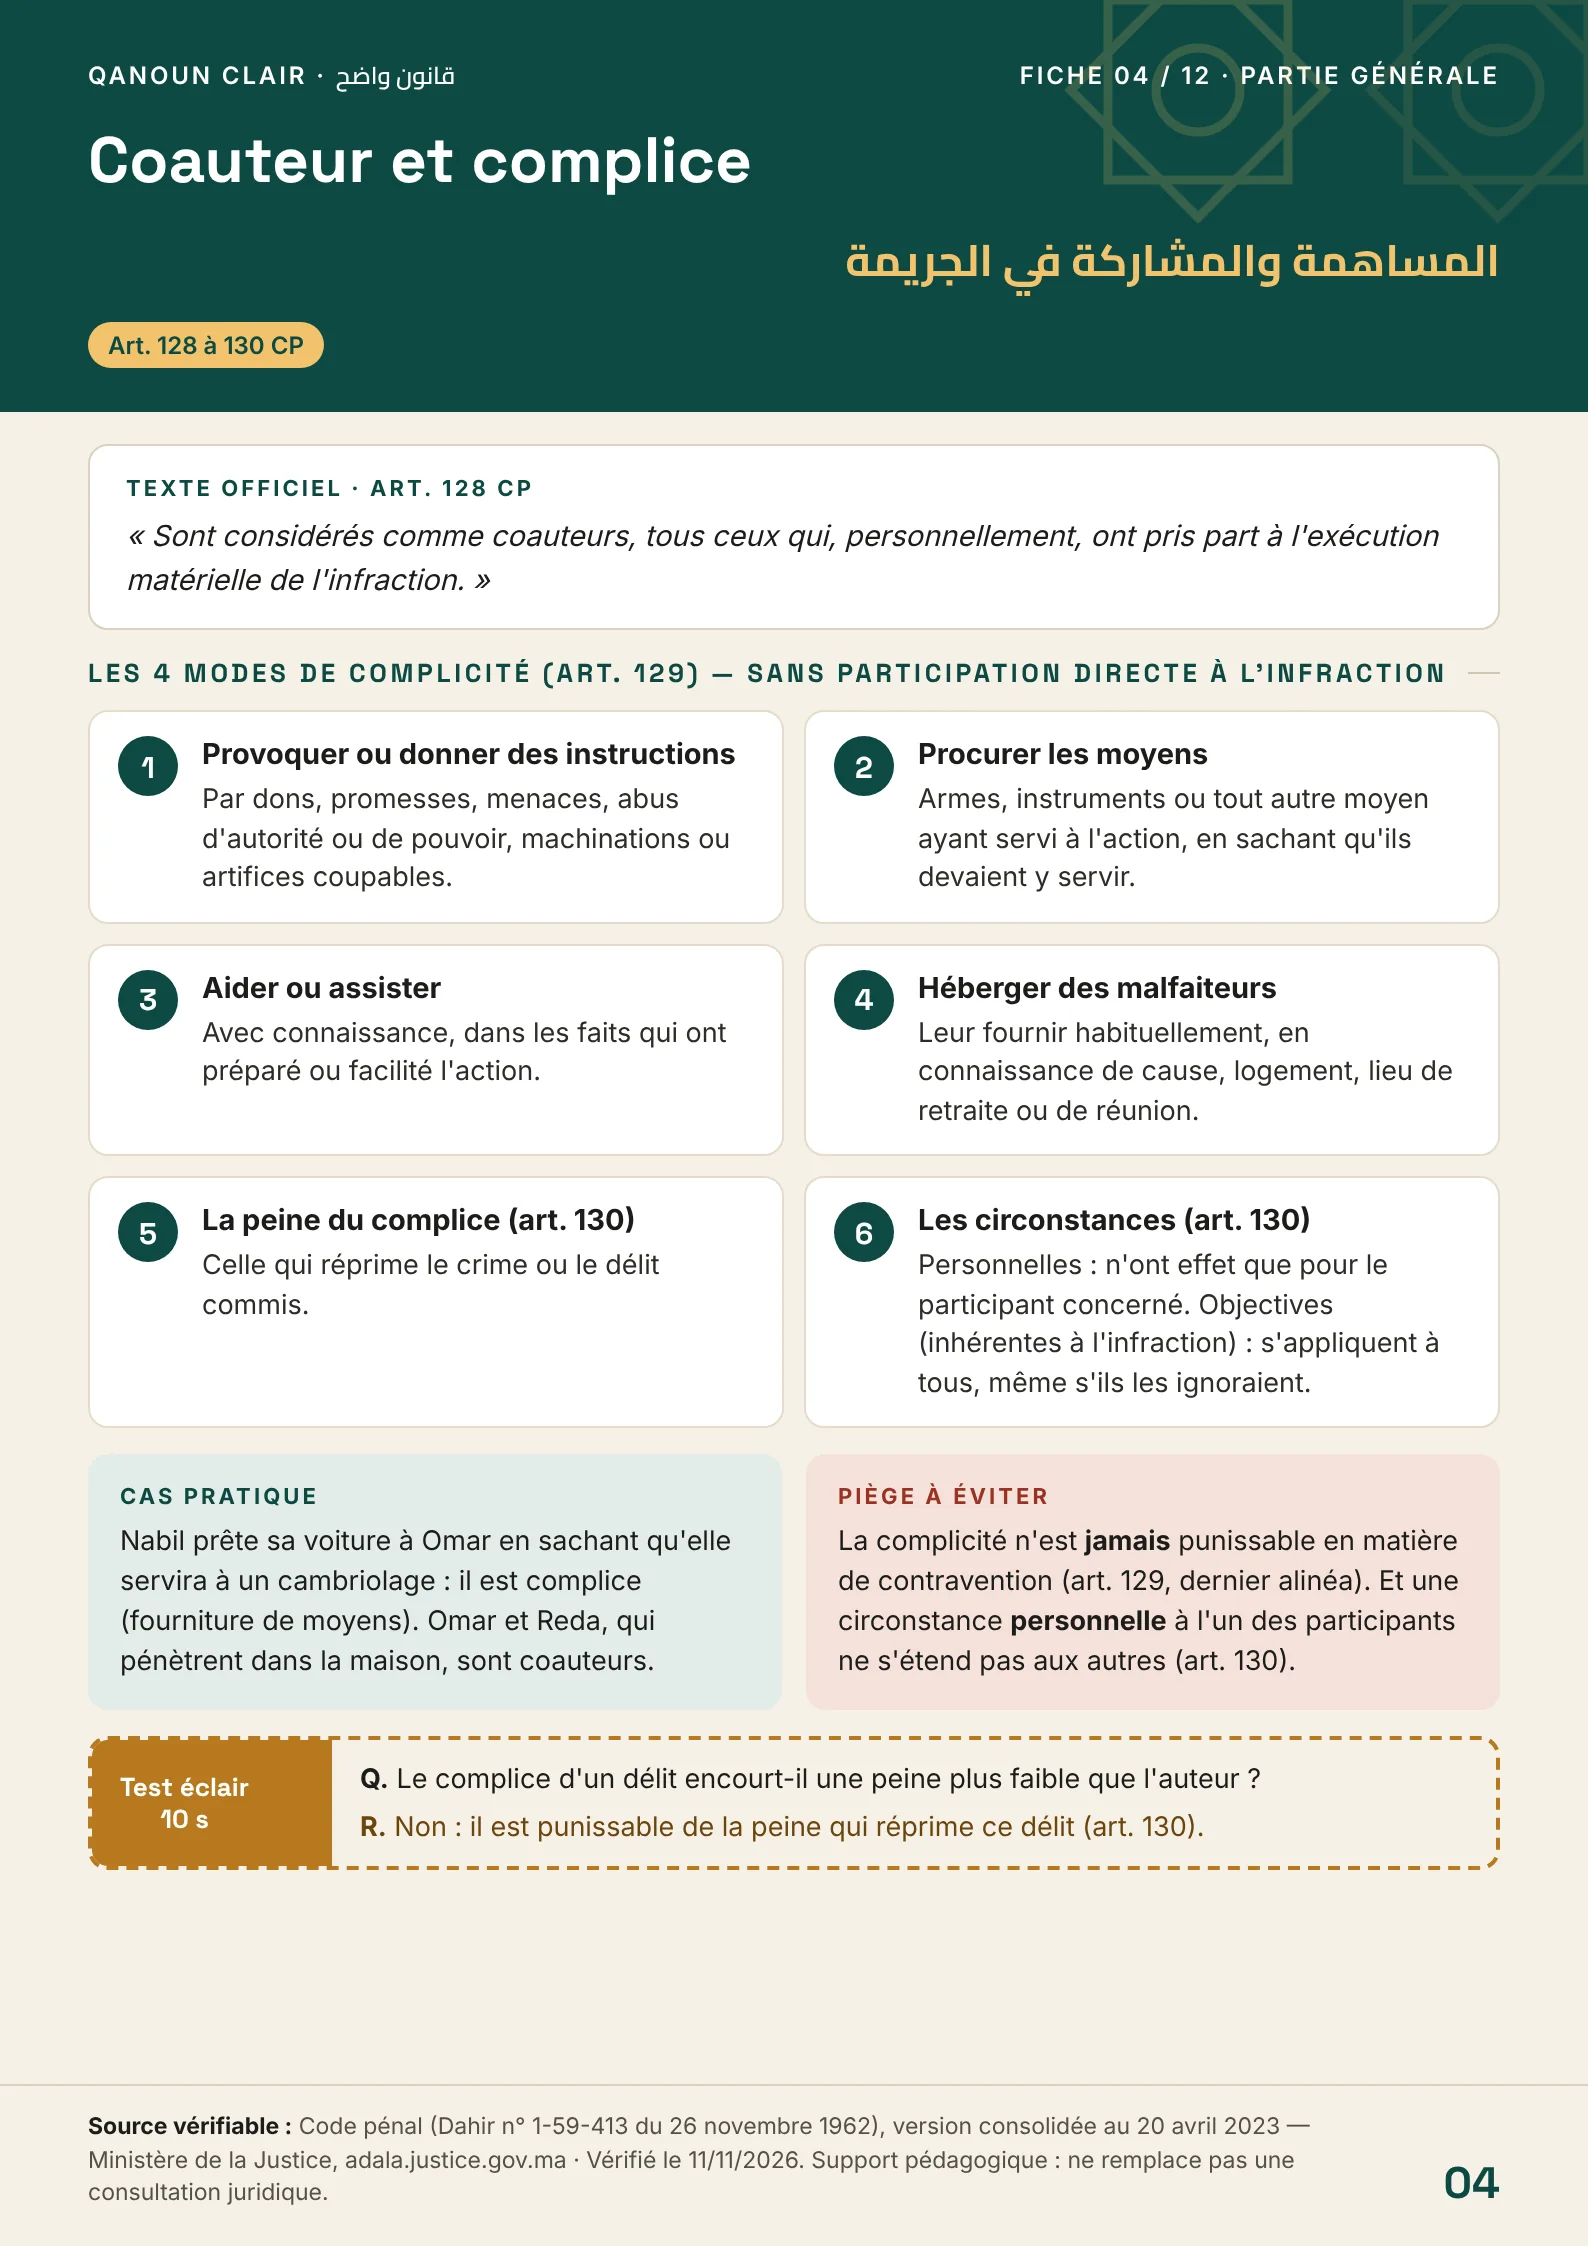 QANOUN CLAIR · قانون واضح
FICHE 04 / 12 · PARTIE GÉNÉRALE
Coauteur et complice
المساهمة والمشاركة في الجريمة
Art. 128 à 130 CP
TEXTE OFFICIEL · ART. 128 CP
« Sont considérés comme coauteurs, tous ceux qui, personnellement, ont pris part à l'exécution
matérielle de l'infraction. »
LES 4 MODES DE COMPLICITÉ (ART. 129) — SANS PARTICIPATION DIRECTE À L’INFRACTION
1
Provoquer ou donner des instructions
Par dons, promesses, menaces, abus
d'autorité ou de pouvoir, machinations ou
artifices coupables.
2
Procurer les moyens
Armes, instruments ou tout autre moyen
ayant servi à l'action, en sachant qu'ils
devaient y servir.
3
Aider ou assister
Avec connaissance, dans les faits qui ont
préparé ou facilité l'action.
4
Héberger des malfaiteurs
Leur fournir habituellement, en
connaissance de cause, logement, lieu de
retraite ou de réunion.
5
La peine du complice (art. 130)
Celle qui réprime le crime ou le délit
commis.
6
Les circonstances (art. 130)
Personnelles : n'ont effet que pour le
participant concerné. Objectives
(inhérentes à l'infraction) : s'appliquent à
tous, même s'ils les ignoraient.
CAS PRATIQUE
Nabil prête sa voiture à Omar en sachant qu'elle
servira à un cambriolage : il est complice
(fourniture de moyens). Omar et Reda, qui
pénètrent dans la maison, sont coauteurs.
PIÈGE À ÉVITER
La complicité n'est jamais punissable en matière
de contravention (art. 129, dernier alinéa). Et une
circonstance personnelle à l'un des participants
ne s'étend pas aux autres (art. 130).
Test éclair
10 s
Q. Le complice d'un délit encourt-il une peine plus faible que l'auteur ?
R. Non : il est punissable de la peine qui réprime ce délit (art. 130).
Source vérifiable : Code pénal (Dahir n° 1-59-413 du 26 novembre 1962), version consolidée au 20 avril 2023 —
Ministère de la Justice, adala.justice.gov.ma · Vérifié le 11/11/2026. Support pédagogique : ne remplace pas une
consultation juridique.
04